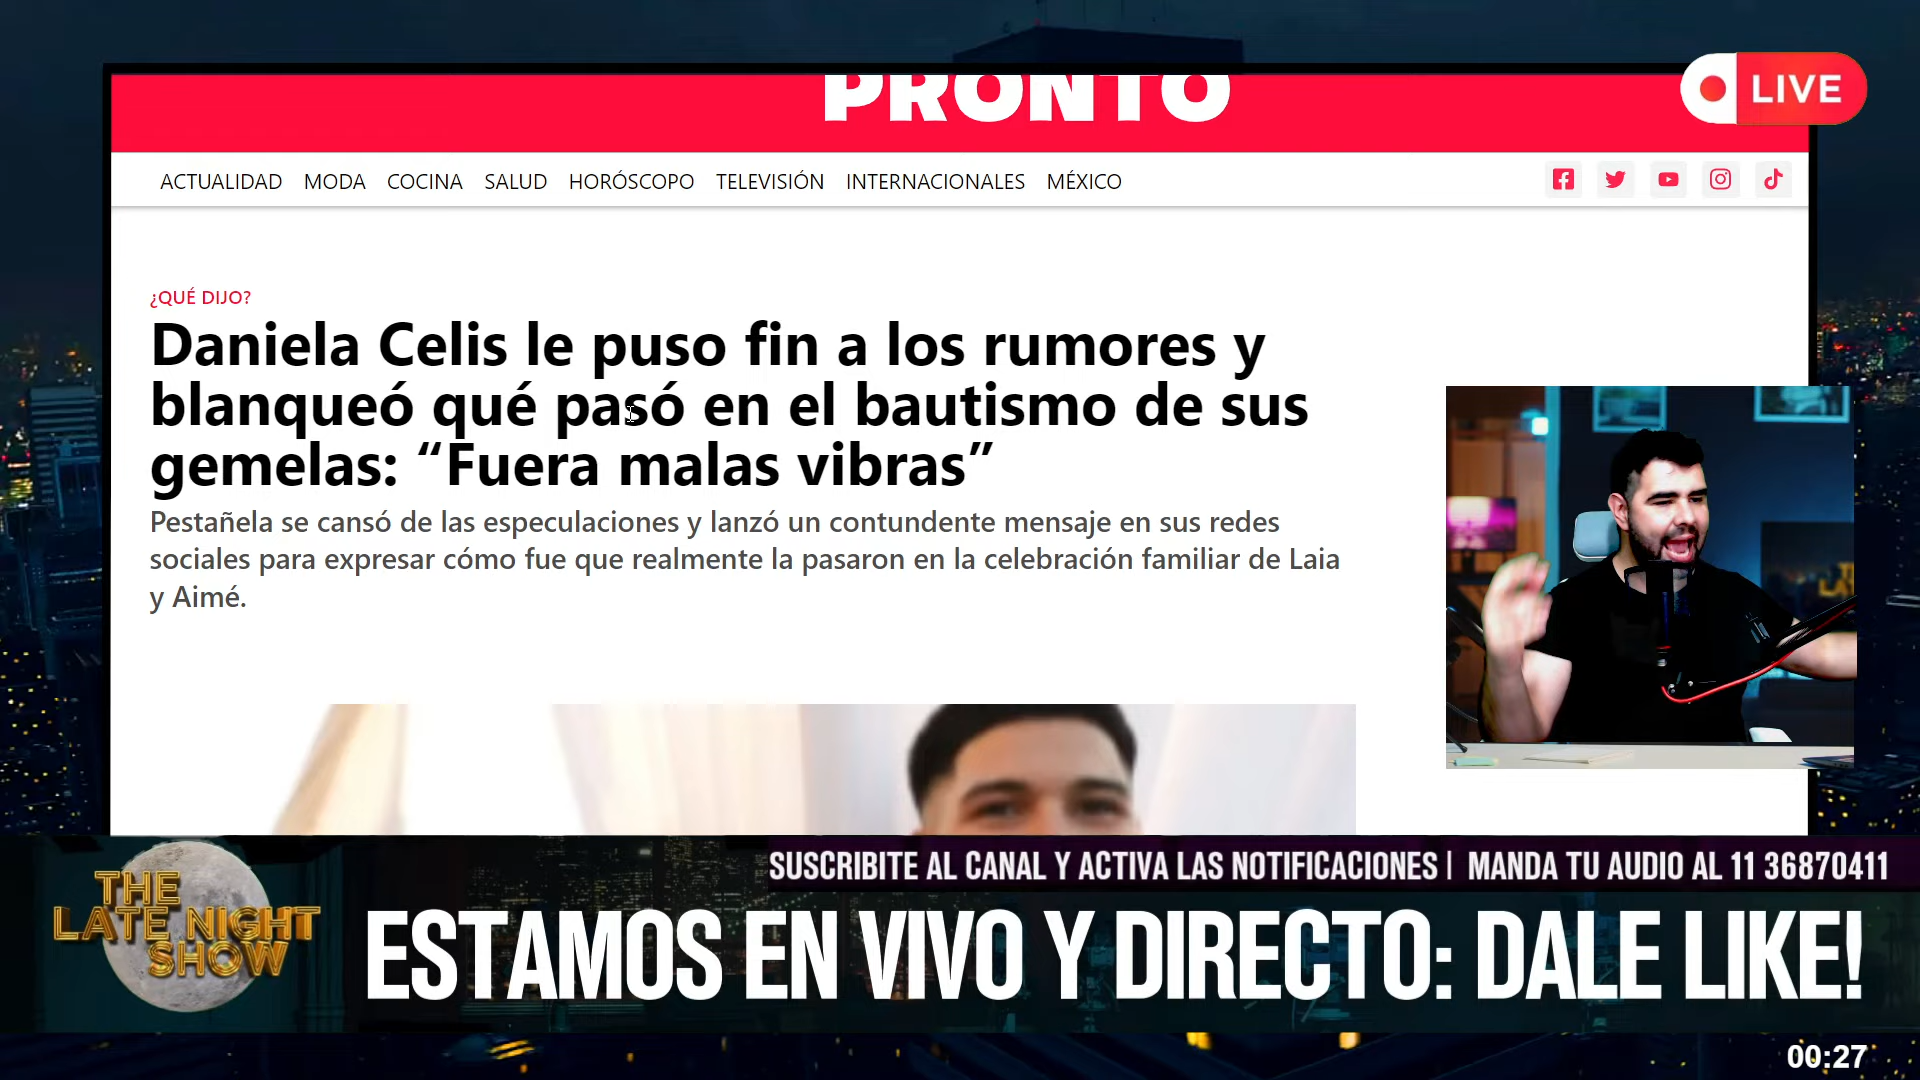 PRONTO
LIVE
ACTUALIDAD MODA COCINA SALUD HORÓSCOPO TELEVISIÓN INTERNACIONALES MÉXICO
¿QUÉ DIJO?
Daniela Celis le puso fin a los rumores y
blanqueó qué pasó en el bautismo de sus
gemelas: “Fuera malas vibras”
Pestañela se cansó de las especulaciones y lanzó un contundente mensaje en sus redes
sociales para expresar cómo fue que realmente la pasaron en la celebración familiar de Laia
y Aimé.
SUSCRIBITE AL CANAL Y ACTIVA LAS NOTIFICACIONES | MANDA TU AUDIO AL 11 36870411
THE
LATE NIGHT
SHOW
ESTAMOS EN VIVO Y DIRECTO: DALE LIKE!
00:27